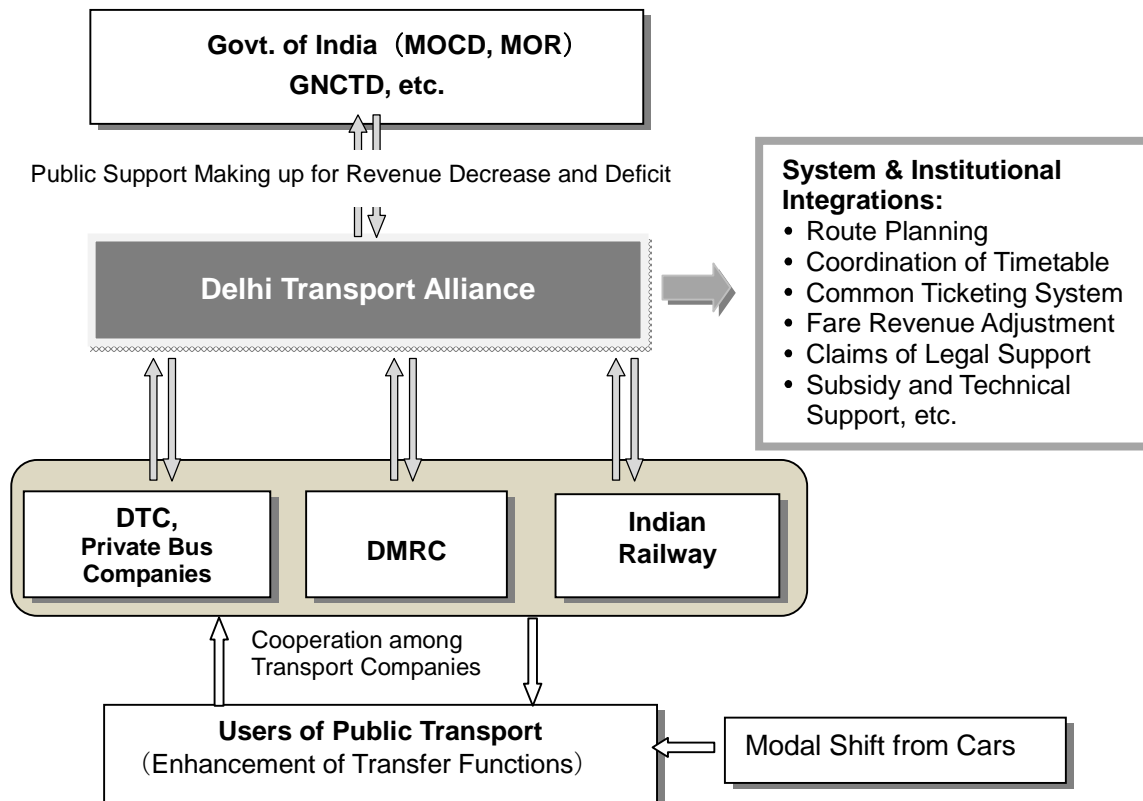 Govt. of India（MOCD, MOR）
GNCTD, etc.
Public Support Making up for Revenue Decrease and Deficit
Delhi Transport Alliance
System & Institutional
Integrations:
• Route Planning
• Coordination of Timetable
• Common Ticketing System
• Fare Revenue Adjustment
• Claims of Legal Support
• Subsidy and Technical
Support, etc.
DTC,
Private Bus
Companies
DMRC
Indian
Railway
Cooperation among
Transport Companies
Users of Public Transport
（Enhancement of Transfer Functions）
Modal Shift from Cars